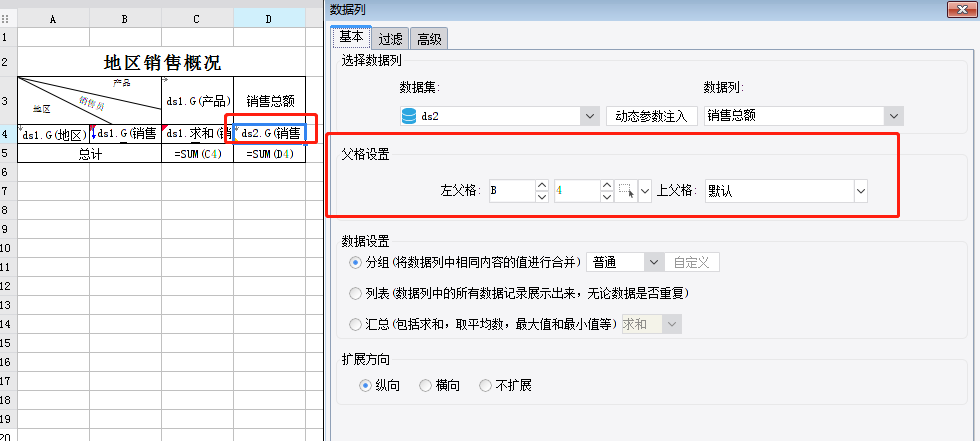 数据列
A B C D
1
2 地区销售概况
产品
3 地区 销售员 ds1.G(产品) 销售总额
4 ds1.G(地区) ds1.G(销售 ds1.求和(销 ds2.G(销售
5 总计 =SUM(C4) =SUM(D4)
6
7
8
9
10
11
12
13
14
15
16
17
18
19
20
基本 过滤 高级
选择数据列
数据集: 数据列:
ds2 动态参数注入 销售总额
父格设置
左父格: B 4 上父格: 默认
数据设置
分组(将数据列中相同内容的值进行合并) 普通 自定义
列表(数据列中的所有数据记录展示出来，无论数据是否重复)
汇总(包括求和，取平均数，最大值和最小值等) 求和
扩展方向
纵向 横向 不扩展